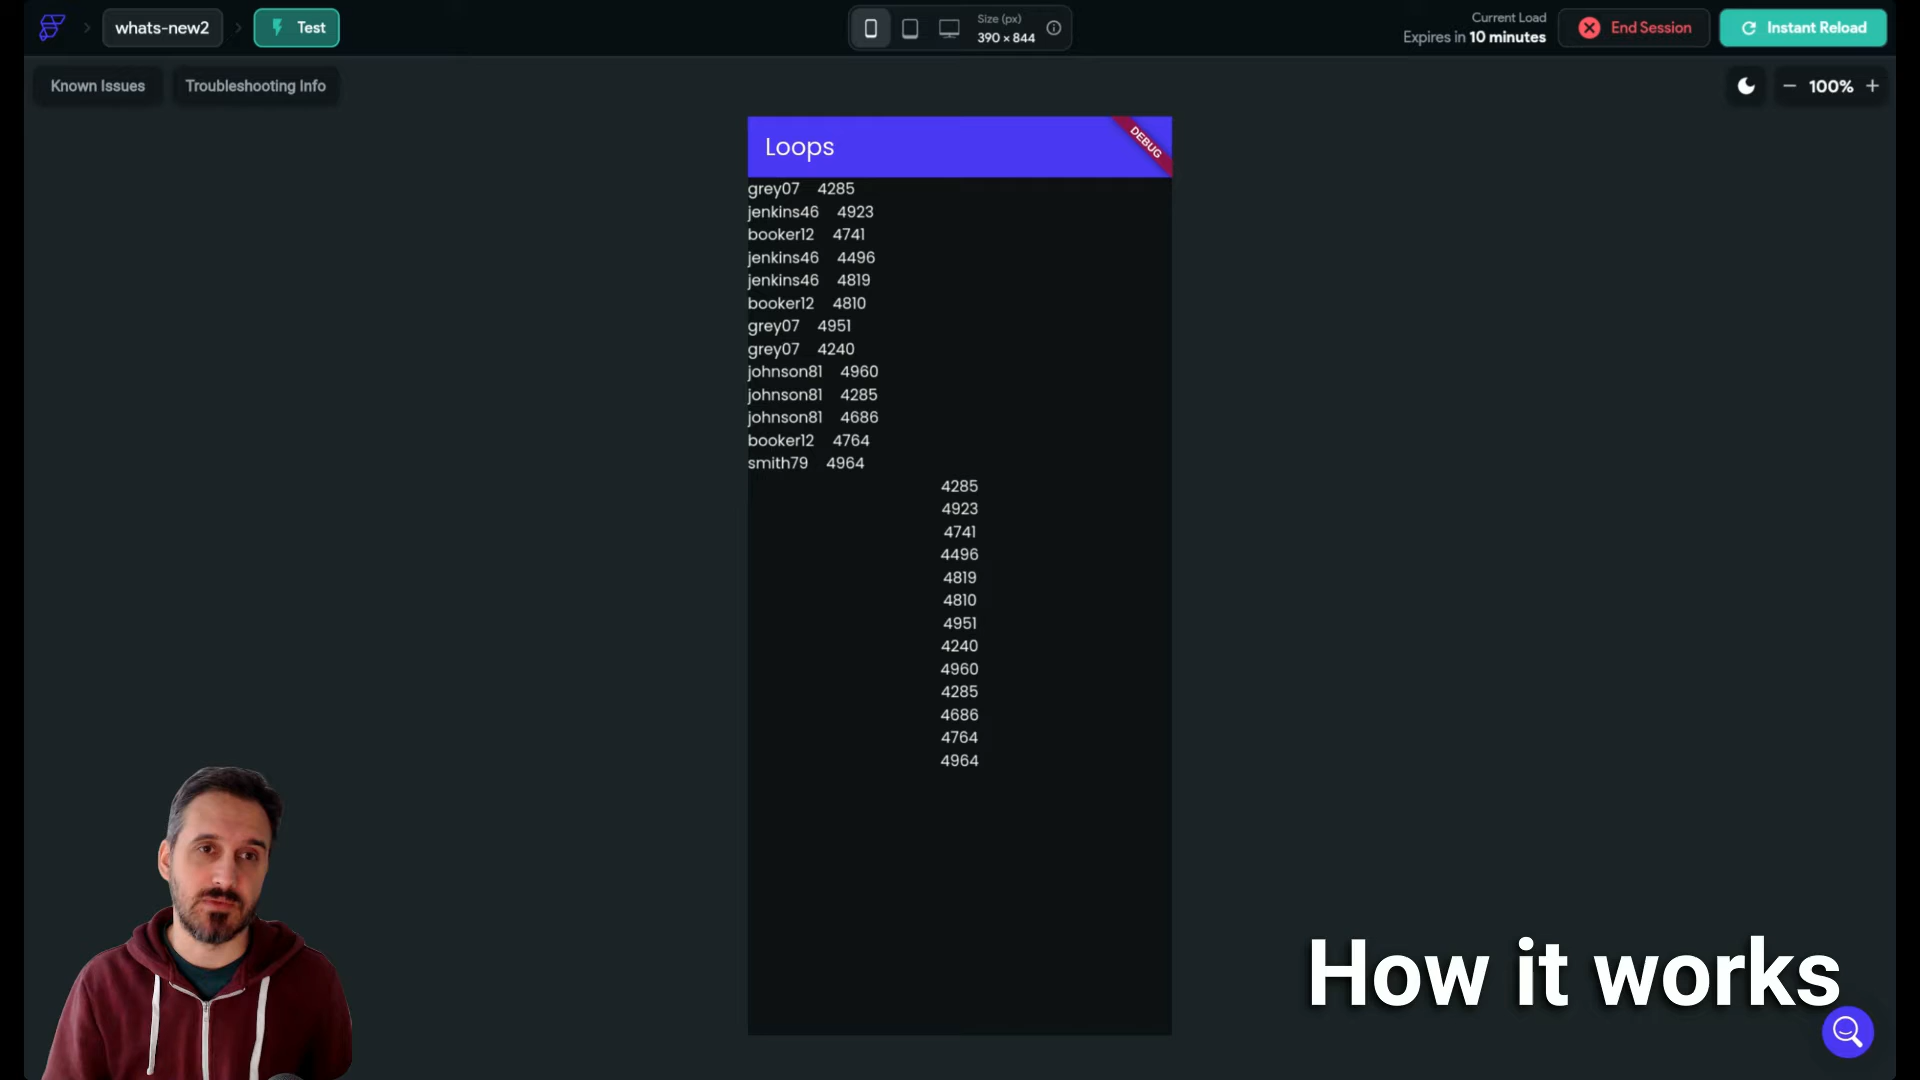 whats-new2
Test
Size (px)
390 × 844
Current Load
Expires in 10 minutes
End Session
Instant Reload
Known Issues
Troubleshooting Info
100%
Loops
DEBUG
grey07 4285
jenkins46 4923
booker12 4741
jenkins46 4496
jenkins46 4819
booker12 4810
grey07 4951
grey07 4240
johnson81 4960
johnson81 4285
johnson81 4686
booker12 4764
smith79 4964
4285
4923
4741
4496
4819
4810
4951
4240
4960
4285
4686
4764
4964
How it works